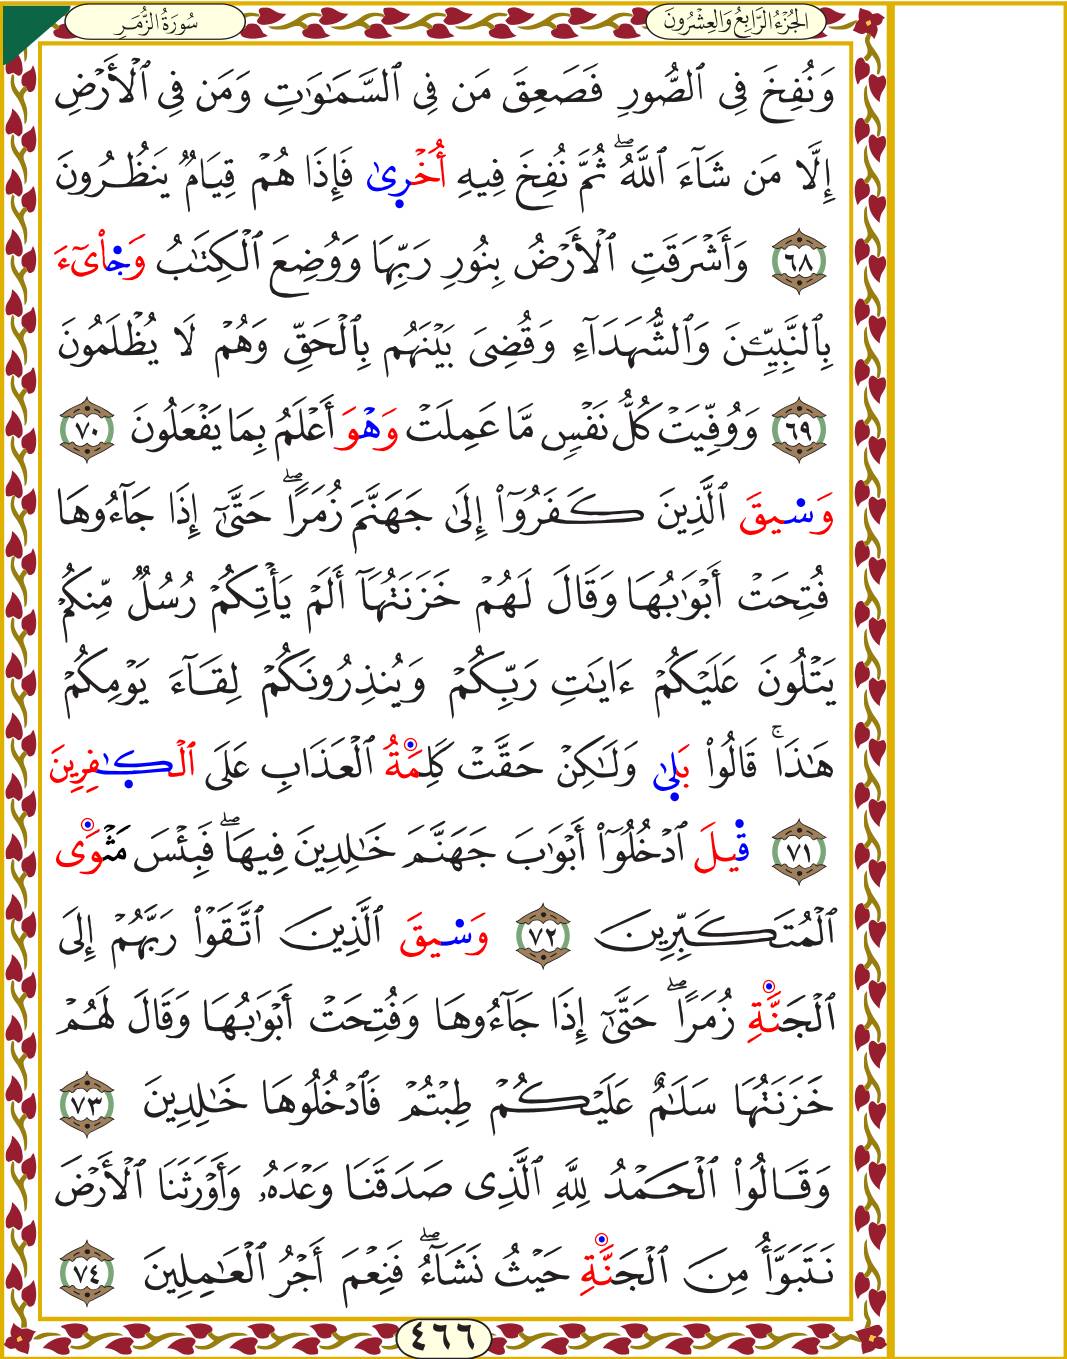 الجُزْءُ الرَّابِعُ وَالعِشْرُونَ
سُورَةُ الزُّمَرِ
وَنُفِخَ فِى ٱلصُّورِ فَصَعِقَ مَن فِى ٱلسَّمَٰوَٰتِ وَمَن فِى ٱلْأَرْضِ
إِلَّا مَن شَآءَ ٱللَّهُۖ ثُمَّ نُفِخَ فِيهِ أُخْرٜىٰ فَإِذَا هُمْ قِيَامٌ يَنظُرُونَ
٦٨ وَأَشْرَقَتِ ٱلْأَرْضُ بِنُورِ رَبِّهَا وَوُضِعَ ٱلْكِتَٰبُ وَجِا۟ىٓءَ
بِٱلنَّبِيِّـۧنَ وَٱلشُّهَدَآءِ وَقُضِىَ بَيْنَهُم بِٱلْحَقِّ وَهُمْ لَا يُظْلَمُونَ
٦٩ وَوُفِّيَتْ كُلُّ نَفْسٍ مَّا عَمِلَتْ وَهْوَ أَعْلَمُ بِمَا يَفْعَلُونَ ٧٠
وَسِيقَ ٱلَّذِينَ كَفَرُوٓا۟ إِلَىٰ جَهَنَّمَ زُمَرًاۖ حَتَّىٰٓ إِذَا جَآءُوهَا
فُتِحَتْ أَبْوَٰبُهَا وَقَالَ لَهُمْ خَزَنَتُهَآ أَلَمْ يَأْتِكُمْ رُسُلٌ مِّنكُمْ
يَتْلُونَ عَلَيْكُمْ ءَايَٰتِ رَبِّكُمْ وَيُنذِرُونَكُمْ لِقَآءَ يَوْمِكُمْ
هَٰذَاۚ قَالُوا۟ بَلٜىٰ وَلَٰكِنْ حَقَّتْ كَلِمَةُ ٱلْعَذَابِ عَلَى ٱلْكَٰفِرِينَ
٧١ قِيلَ ٱدْخُلُوٓا۟ أَبْوَٰبَ جَهَنَّمَ خَٰلِدِينَ فِيهَاۖ فَبِئْسَ مَثْوَى
ٱلْمُتَكَبِّرِينَ ٧٢ وَسِيقَ ٱلَّذِينَ ٱتَّقَوْا۟ رَبَّهُمْ إِلَى
ٱلْجَنَّةِ زُمَرًاۖ حَتَّىٰٓ إِذَا جَآءُوهَا وَفُتِحَتْ أَبْوَٰبُهَا وَقَالَ لَهُمْ
خَزَنَتُهَا سَلَٰمٌ عَلَيْكُمْ طِبْتُمْ فَٱدْخُلُوهَا خَٰلِدِينَ ٧٣
وَقَالُوا۟ ٱلْحَمْدُ لِلَّهِ ٱلَّذِى صَدَقَنَا وَعْدَهُۥ وَأَوْرَثَنَا ٱلْأَرْضَ
نَتَبَوَّأُ مِنَ ٱلْجَنَّةِ حَيْثُ نَشَآءُۖ فَنِعْمَ أَجْرُ ٱلْعَٰمِلِينَ ٧٤
٤٦٦